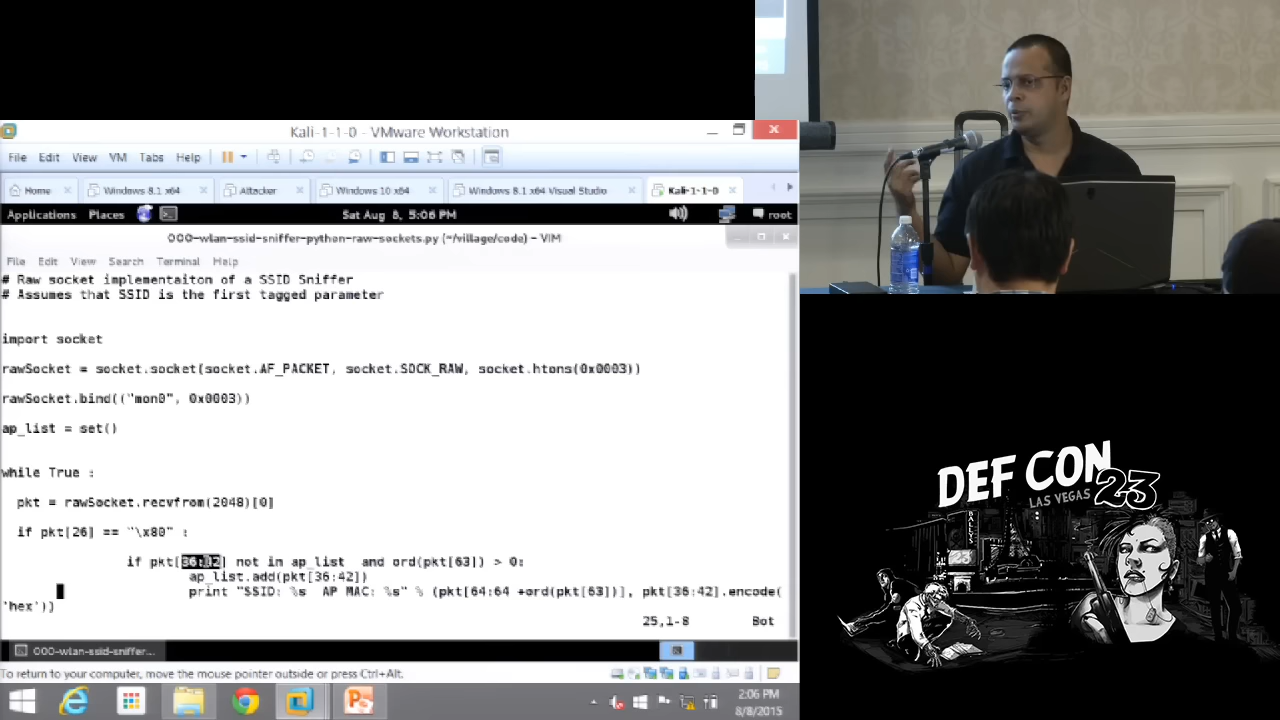 Kali-1-1-0 - VMware Workstation
File Edit View VM Tabs Help
Home Windows 8.1 x64 Attacker Windows 10 x64 Windows 8.1 x64 Visual Studio Kali-1-1-0
Applications Places Sat Aug 8, 5:06 PM root
000-wlan-ssid-sniffer-python-raw-sockets.py (~/village/code) - VIM
File Edit View Search Terminal Help
# Raw socket implementaiton of a SSID Sniffer
# Assumes that SSID is the first tagged parameter
import socket
rawSocket = socket.socket(socket.AF_PACKET, socket.SOCK_RAW, socket.htons(0x0003))
rawSocket.bind(("mon0", 0x0003))
ap_list = set()
while True :
pkt = rawSocket.recvfrom(2048)[0]
if pkt[26] == "\x80" :
if pkt[36:42] not in ap_list and ord(pkt[63]) > 0:
ap_list.add(pkt[36:42])
print "SSID: %s AP MAC: %s" % (pkt[64:64 +ord(pkt[63])], pkt[36:42].encode(
'hex'))
25,1-8 Bot
000-wlan-ssid-sniffer...
To return to your computer, move the mouse pointer outside or press Ctrl+Alt.
2:06 PM
8/8/2015
DEF CON
LAS VEGAS 23
BALLYS